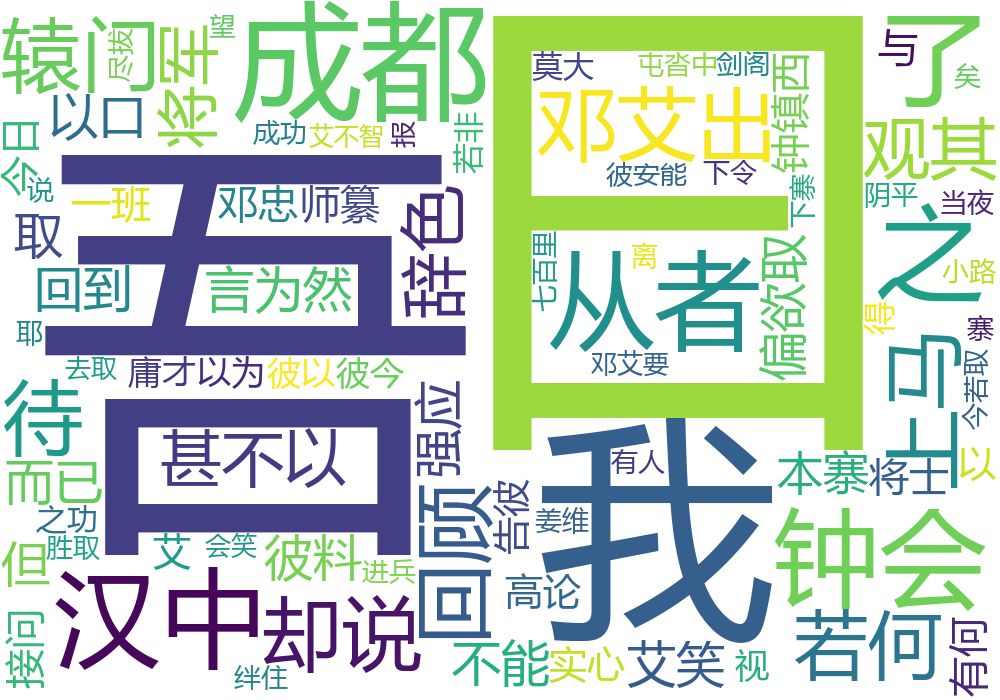 辕门
尽拔
将军
望
成都
曰
了
与
矣
莫大
屯沓中
剑阁
邓艾出
钟镇西
观其
以口
成功
艾不智
报
若非
今日
说
吾
一班
邓忠
师纂
辞色
彼安能
下令
下寨
阴平
当夜
取
回到
言为然
七百里
离
从者
偏欲取
之
小路
得
寨
耶
去取
庸才以为
彼以
彼今
邓艾要
上马
今若取
待
甚不以
强应
有人
我
本寨
将士
以
而已
之功
胜取
回顾
告彼
姜维
钟会
但
艾
会笑
彼料
进兵
高论
汉中
却说
若何
有何
接问
绊住
不能
实心
艾笑
视